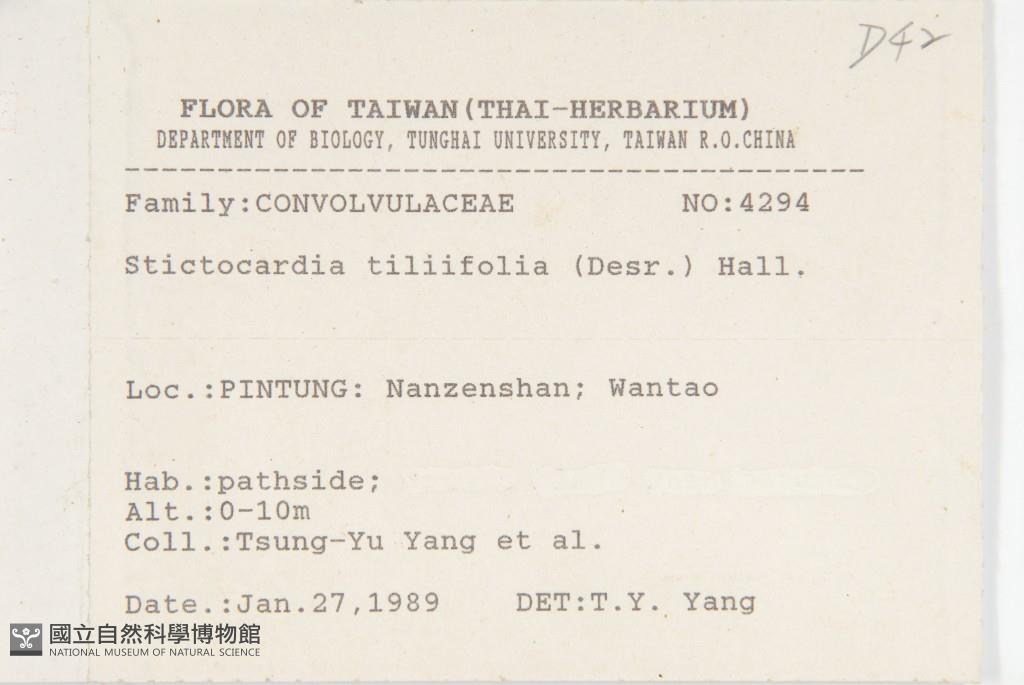 D42
FLORA OF TAIWAN(THAI-HERBARIUM)
DEPARTMENT OF BIOLOGY, TUNGHAI UNIVERSITY, TAIWAN R.O.CHINA
Family:CONVOLVULACEAE NO:4294
Stictocardia tiliifolia (Desr.) Hall.
Loc.:PINTUNG: Nanzenshan; Wantao
Hab.:pathside;
Alt.:0-10m
Coll.:Tsung-Yu Yang et al.
Date.:Jan.27,1989 DET:T.Y. Yang
國立自然科學博物館
NATIONAL MUSEUM OF NATURAL SCIENCE